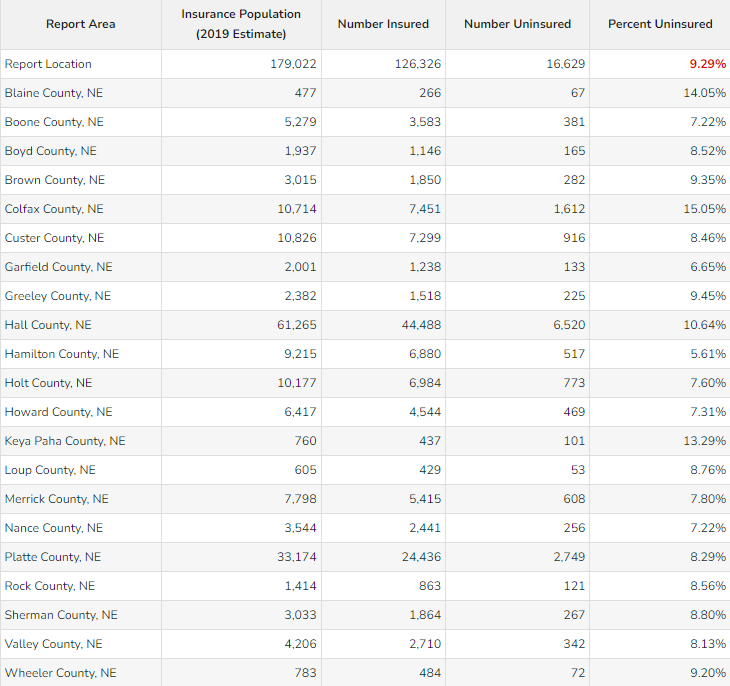 Report Area Insurance Population (2019 Estimate) Number Insured Number Uninsured Percent Uninsured
Report Location 179,022 126,326 16,629 9.29%
Blaine County, NE 477 266 67 14.05%
Boone County, NE 5,279 3,583 381 7.22%
Boyd County, NE 1,937 1,146 165 8.52%
Brown County, NE 3,015 1,850 282 9.35%
Colfax County, NE 10,714 7,451 1,612 15.05%
Custer County, NE 10,826 7,299 916 8.46%
Garfield County, NE 2,001 1,238 133 6.65%
Greeley County, NE 2,382 1,518 225 9.45%
Hall County, NE 61,265 44,488 6,520 10.64%
Hamilton County, NE 9,215 6,880 517 5.61%
Holt County, NE 10,177 6,984 773 7.60%
Howard County, NE 6,417 4,544 469 7.31%
Keya Paha County, NE 760 437 101 13.29%
Loup County, NE 605 429 53 8.76%
Merrick County, NE 7,798 5,415 608 7.80%
Nance County, NE 3,544 2,441 256 7.22%
Platte County, NE 33,174 24,436 2,749 8.29%
Rock County, NE 1,414 863 121 8.56%
Sherman County, NE 3,033 1,864 267 8.80%
Valley County, NE 4,206 2,710 342 8.13%
Wheeler County, NE 783 484 72 9.20%